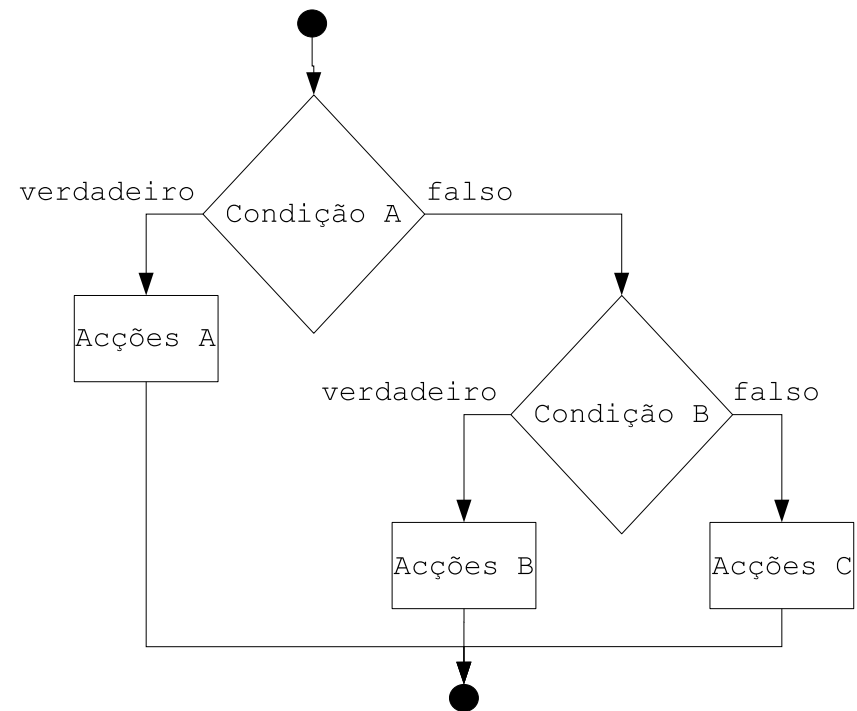 verdadeiro
falso
Condição A
Acções A
verdadeiro
falso
Condição B
Acções B
Acções C